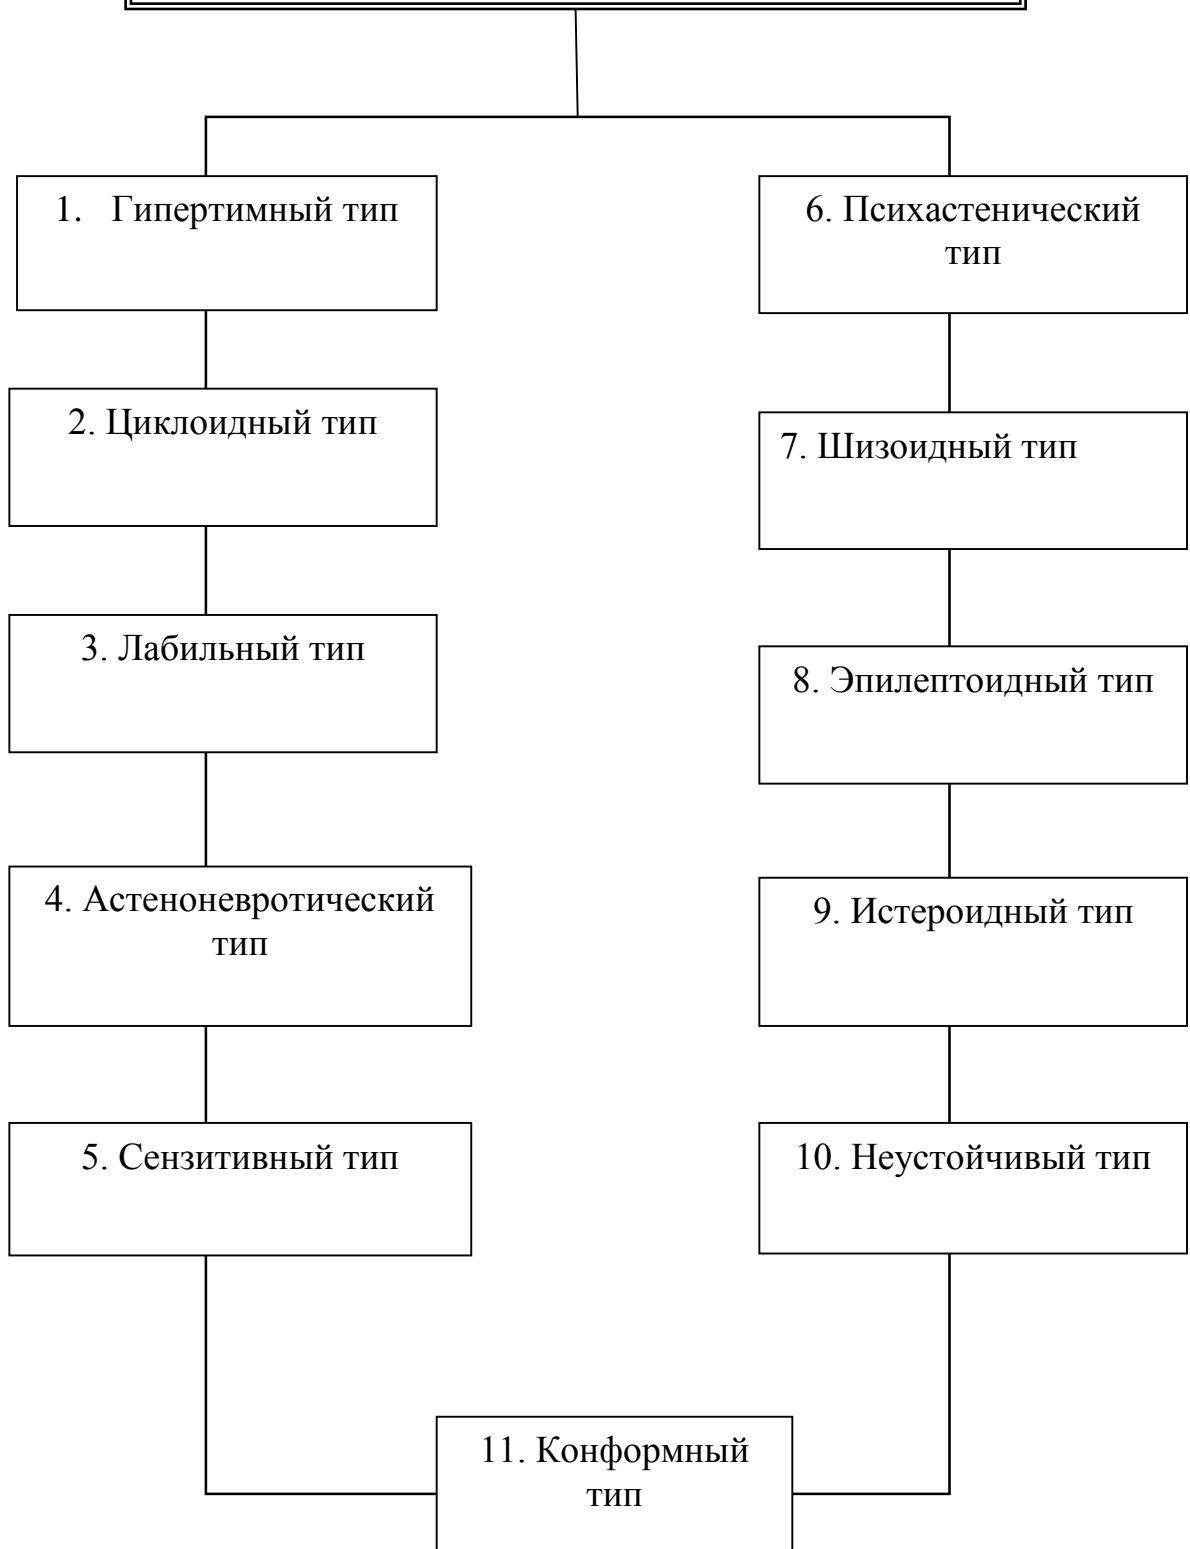 1. Гипертимный тип
2. Циклоидный тип
3. Лабильный тип
4. Астеноневротический
тип
5. Сензитивный тип
6. Психастенический
тип
7. Шизоидный тип
8. Эпилептоидный тип
9. Истероидный тип
10. Неустойчивый тип
11. Конформный
тип